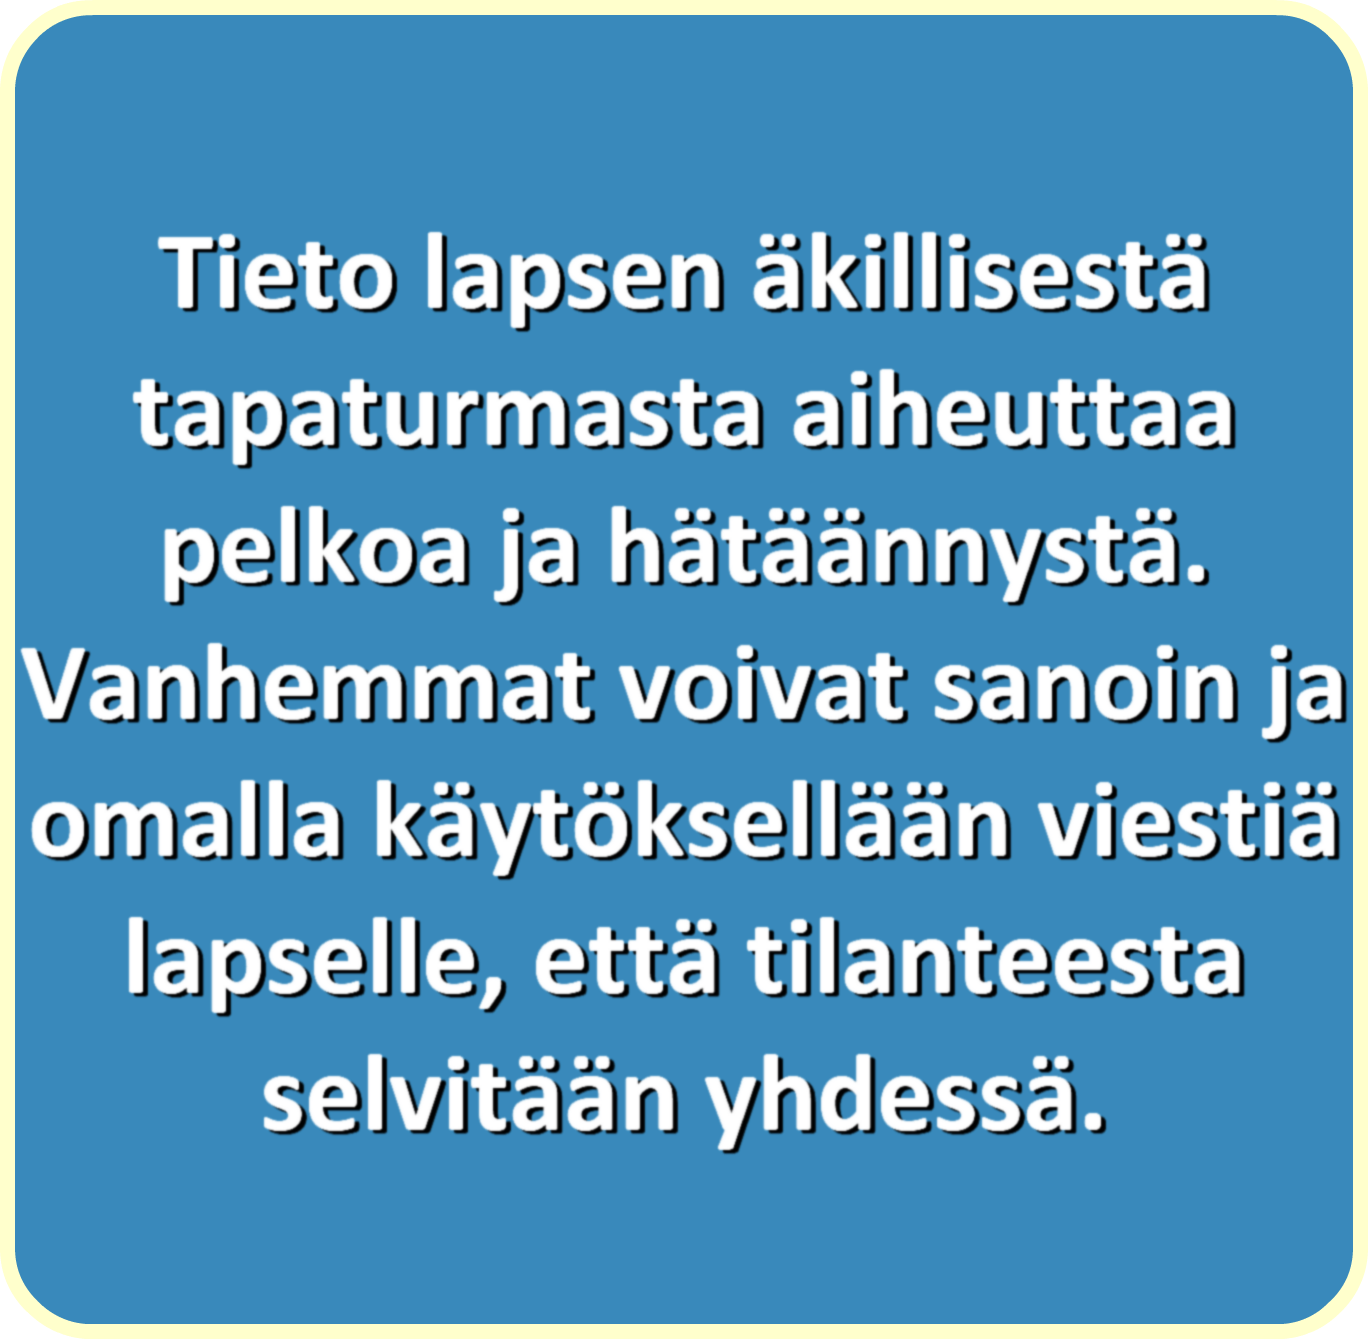 Tieto lapsen äkillisestä
tapaturmasta aiheuttaa
pelkoa ja hätäännystä.
Vanhemmat voivat sanoin ja
omalla käytöksellään viestiä
lapselle, että tilanteesta
selvitään yhdessä.